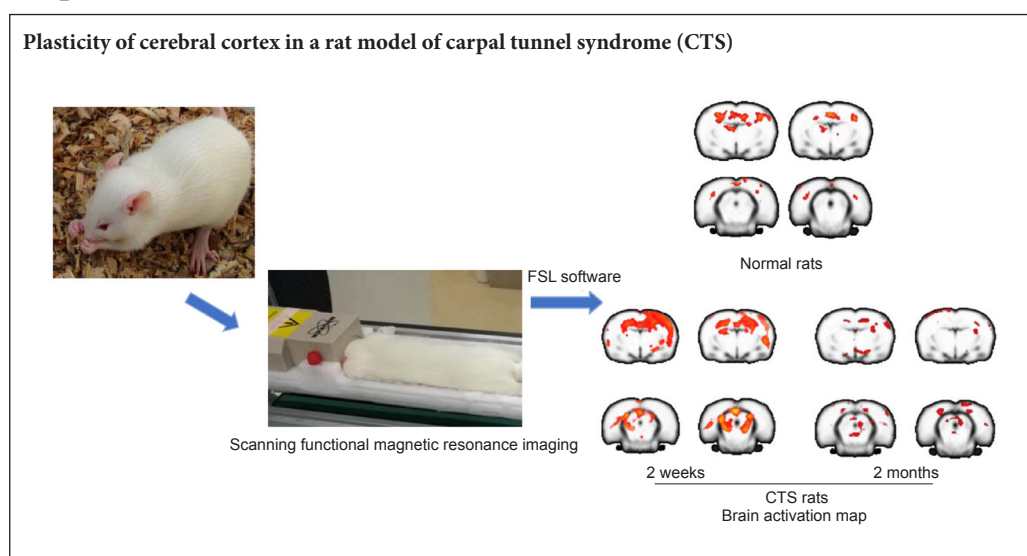 Plasticity of cerebral cortex in a rat model of carpal tunnel syndrome (CTS)
Normal rats
FSL software
Scanning functional magnetic resonance imaging
2 weeks
2 months
CTS rats
Brain activation map